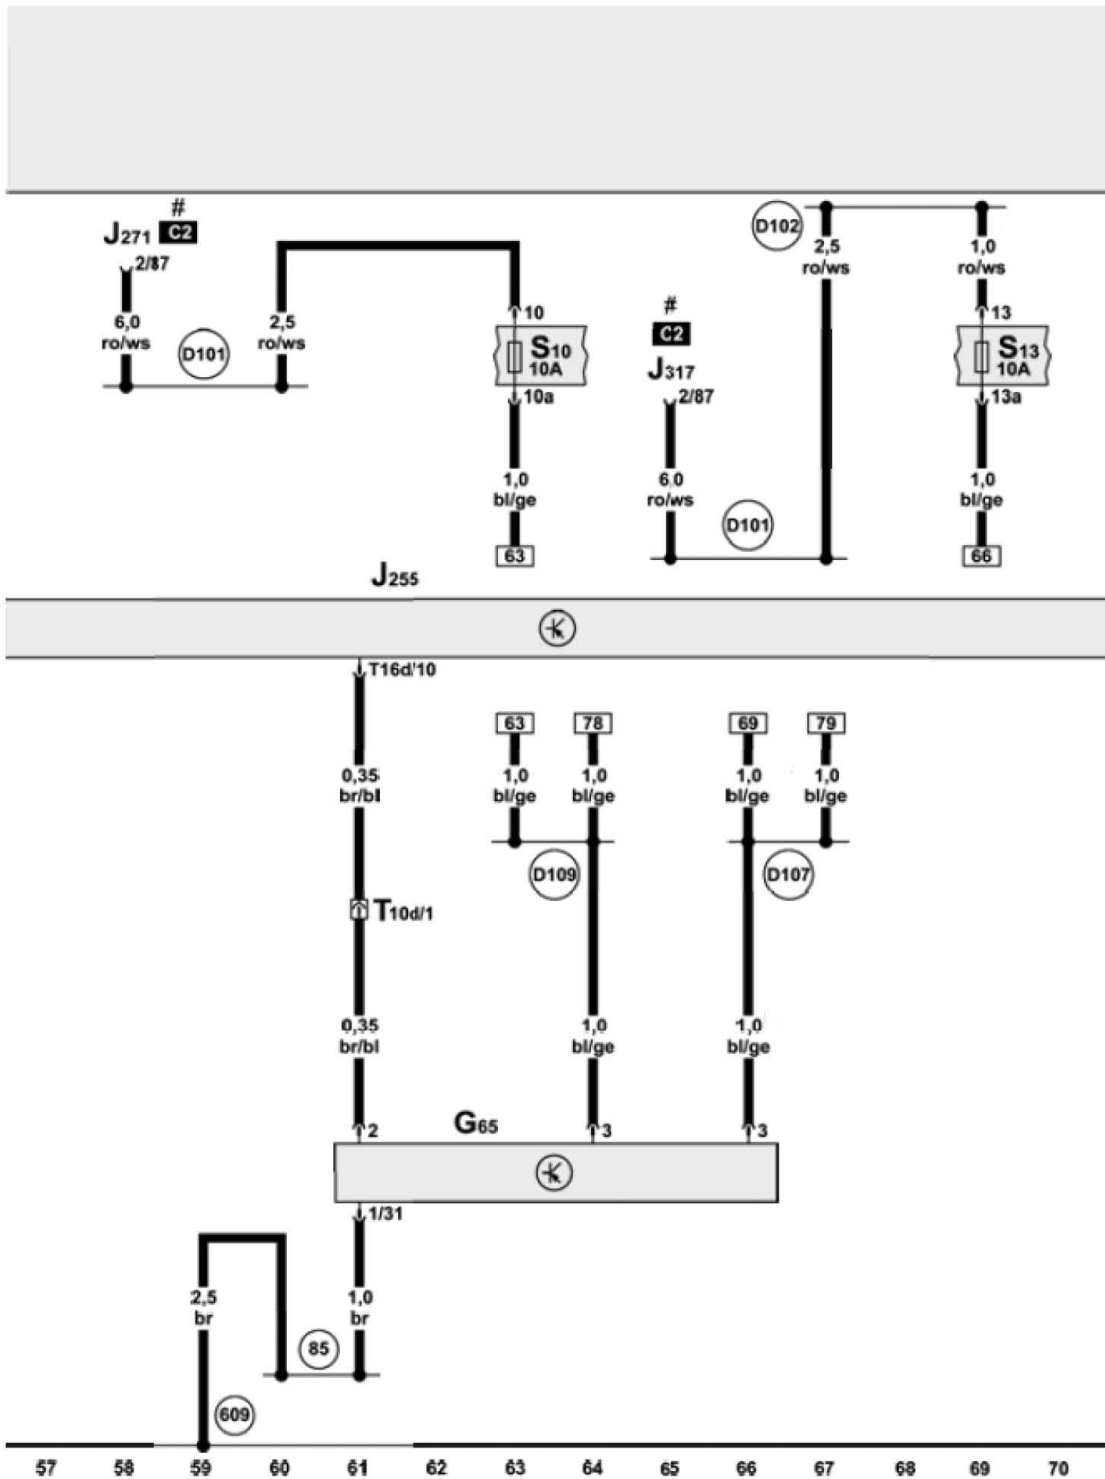 #
J271 C2
2/87
6,0
ro/ws
D101
2,5
ro/ws
10
S10
10A
10a
1,0
bl/ge
63
#
C2
J317
2/87
6,0
ro/ws
D101
D102
2,5
ro/ws
1,0
ro/ws
13
S13
10A
13a
1,0
bl/ge
66
J255
T16d/10
0,35
br/bl
T10d/1
0,35
br/bl
2
63
1,0
bl/ge
78
1,0
bl/ge
D109
1,0
bl/ge
3
69
1,0
bl/ge
79
1,0
bl/ge
D107
1,0
bl/ge
3
G65
1/31
2,5
br
1,0
br
85
609
57 58 59 60 61 62 63 64 65 66 67 68 69 70